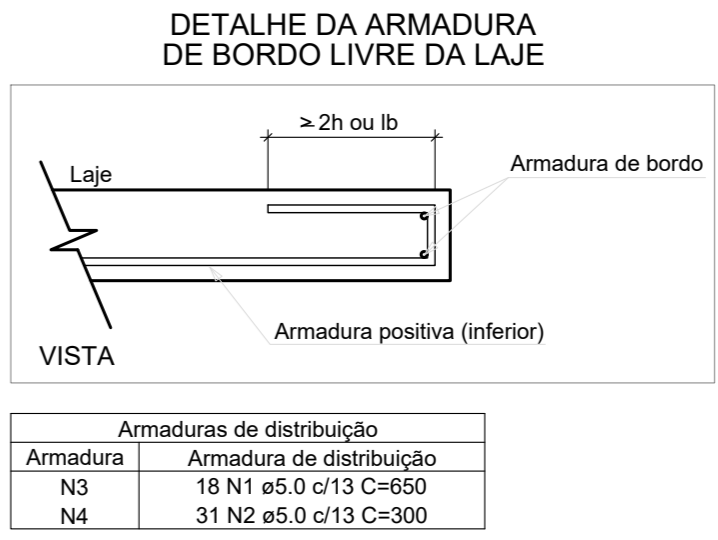 DETALHE DA ARMADURA
DE BORDO LIVRE DA LAJE
≥2h ou lb
Armadura de bordo
Laje
Armadura positiva (inferior)
VISTA
Armaduras de distribuição
Armadura Armadura de distribuição
N3 18 N1 ø5.0 c/13 C=650
N4 31 N2 ø5.0 c/13 C=300